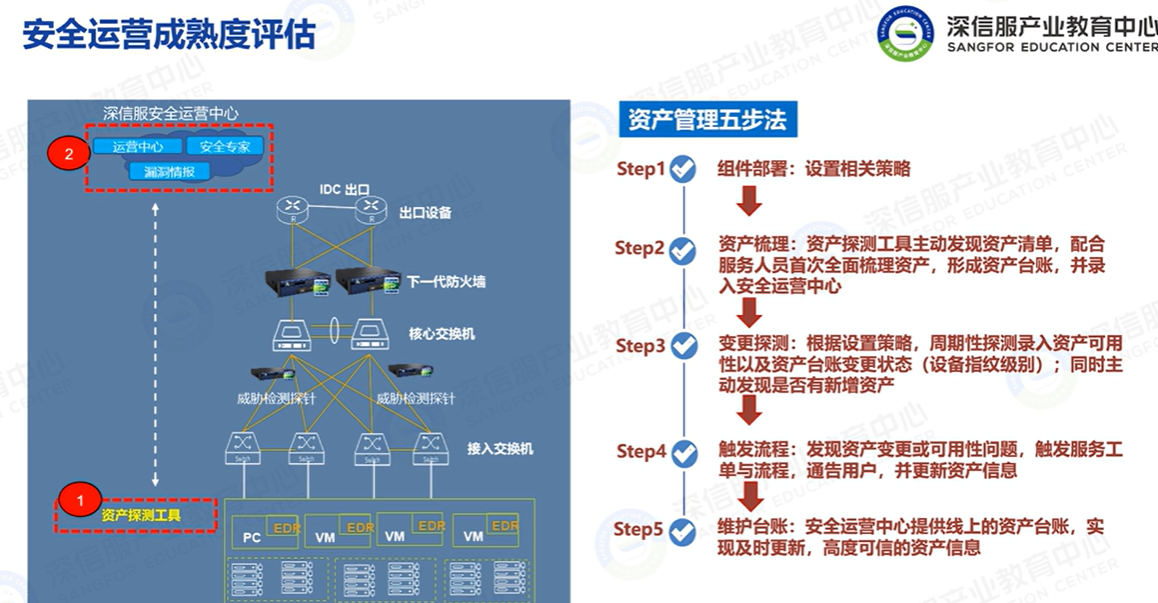 安全运营成熟度评估
深信服产业教育中心
SANGFOR EDUCATION CENTER
深信服安全运营中心
2
运营中心
安全专家
漏洞情报
IDC 出口
R
R
出口设备
下一代防火墙
核心交换机
威胁检测探针
威胁检测探针
接入交换机
Switch
Switch
Switch
Switch
1
资产探测工具
PC
EDR
VM
EDR
VM
EDR
VM
EDR
资产管理五步法
Step1
组件部署：设置相关策略
Step2
资产梳理：资产探测工具主动发现资产清单，配合
服务人员首次全面梳理资产，形成资产台账，并录
入安全运营中心
Step3
变更探测：根据设置策略，周期性探测录入资产可用
性以及资产台账变更状态（设备指纹级别）；同时主
动发现是否有新增资产
Step4
触发流程：发现资产变更或可用性问题，触发服务工
单与流程，通告用户，并更新资产信息
Step5
维护台账：安全运营中心提供线上的资产台账，实
现及时更新，高度可信的资产信息